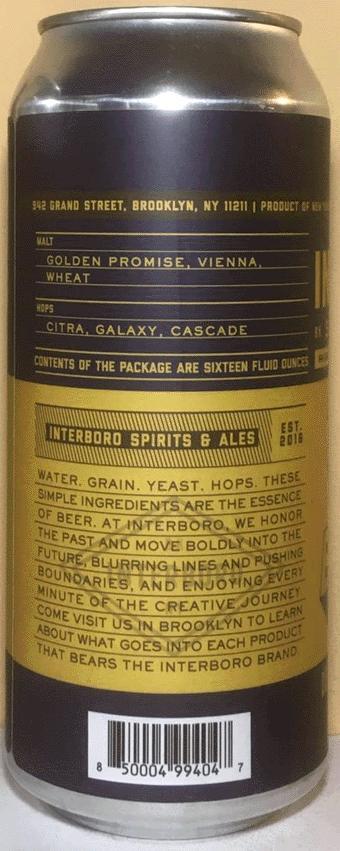 942 GRAND STREET, BROOKLYN, NY 11211 | PRODUCT OF NEW
MALT
GOLDEN PROMISE, VIENNA,
WHEAT
HOPS
CITRA, GALAXY, CASCADE
CONTENTS OF THE PACKAGE ARE SIXTEEN FLUID OUNCES
INTERBORO SPIRITS & ALES
EST.
2016
WATER. GRAIN. YEAST. HOPS. THESE
SIMPLE INGREDIENTS ARE THE ESSENCE
OF BEER. AT INTERBORO, WE HONOR
THE PAST AND MOVE BOLDLY INTO THE
FUTURE, BLURRING LINES AND PUSHING
BOUNDARIES, AND ENJOYING EVERY
MINUTE OF THE CREATIVE JOURNEY
COME VISIT US IN BROOKLYN TO LEARN
ABOUT WHAT GOES INTO EACH PRODUCT
THAT BEARS THE INTERBORO BRAND
8 50004 99404 7